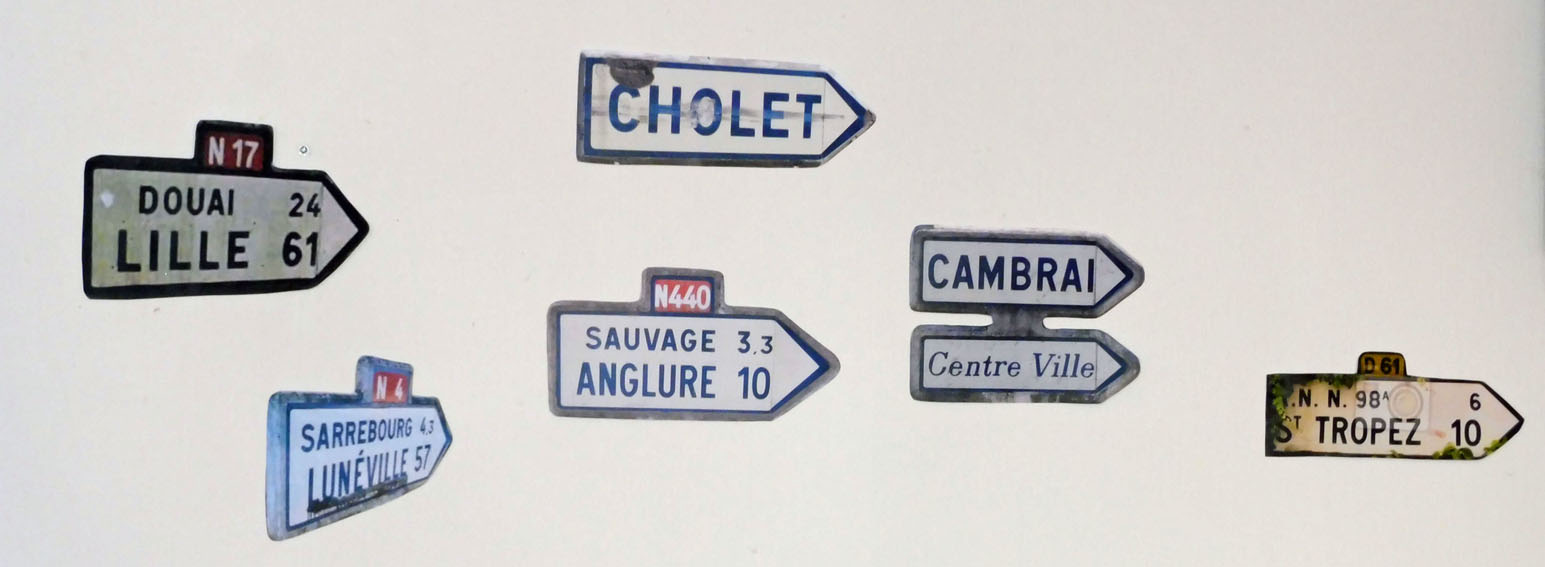 CHOLET
N 17
DOUAI 24
LILLE 61
N440
SAUVAGE 3,3
ANGLURE 10
CAMBRAI
Centre Ville
N 4
SARREBOURG 4,3
LUNÉVILLE 57
D 61
.N. N. 98ᴬ 6
Sᵀ TROPEZ 10